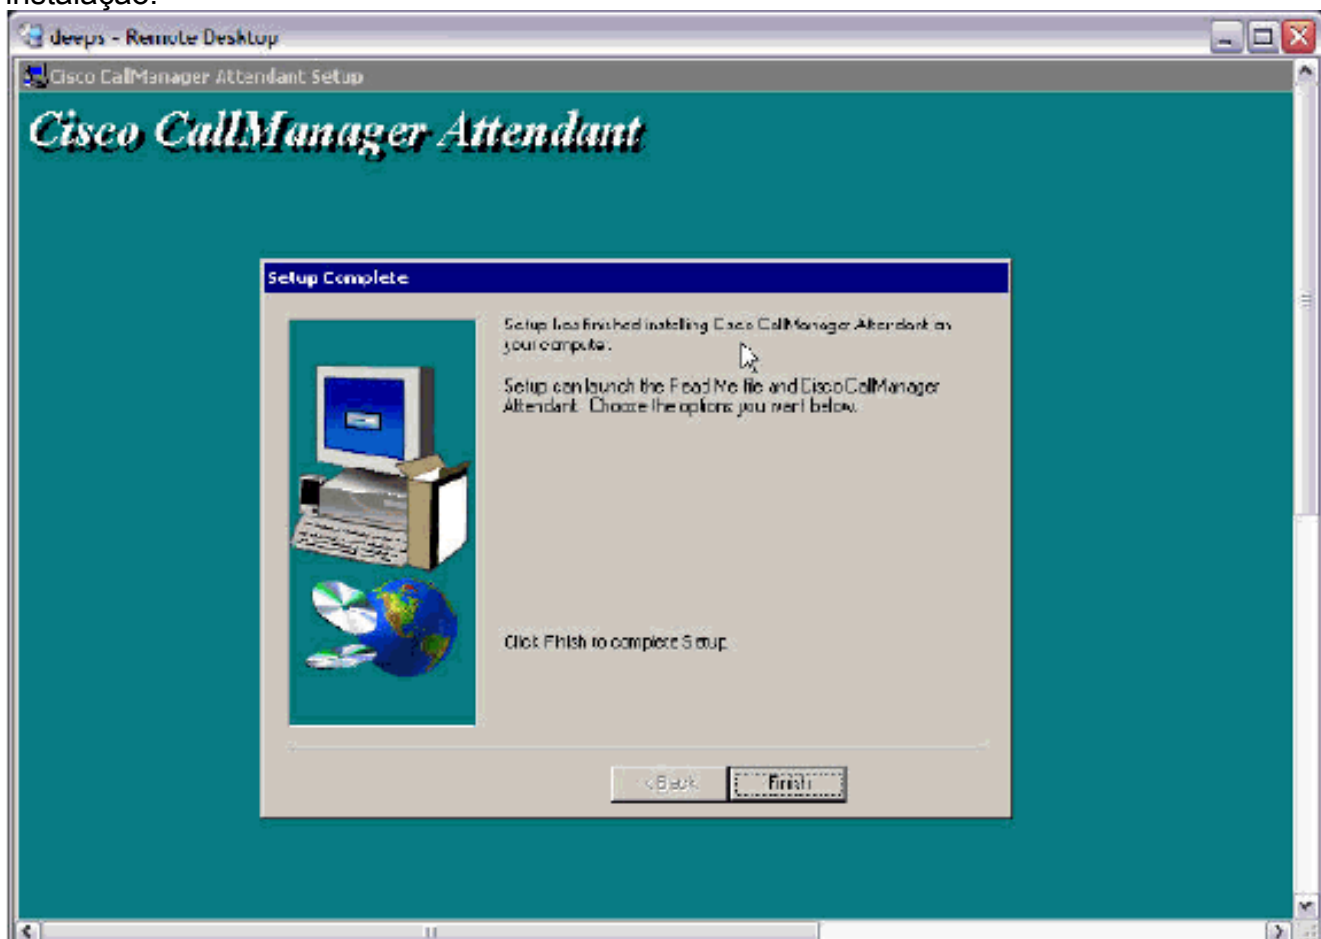 instalação.
deeps - Remote Desktop
Cisco CallManager Attendant Setup
Cisco CallManager Attendant
Setup Complete
Setup has finished installing Cisco CallManager Attendant on
your computer.
Setup can launch the Read Me file and Cisco CallManager
Attendant. Choose the options you want below.
Click Finish to complete Setup.
< Back
Finish